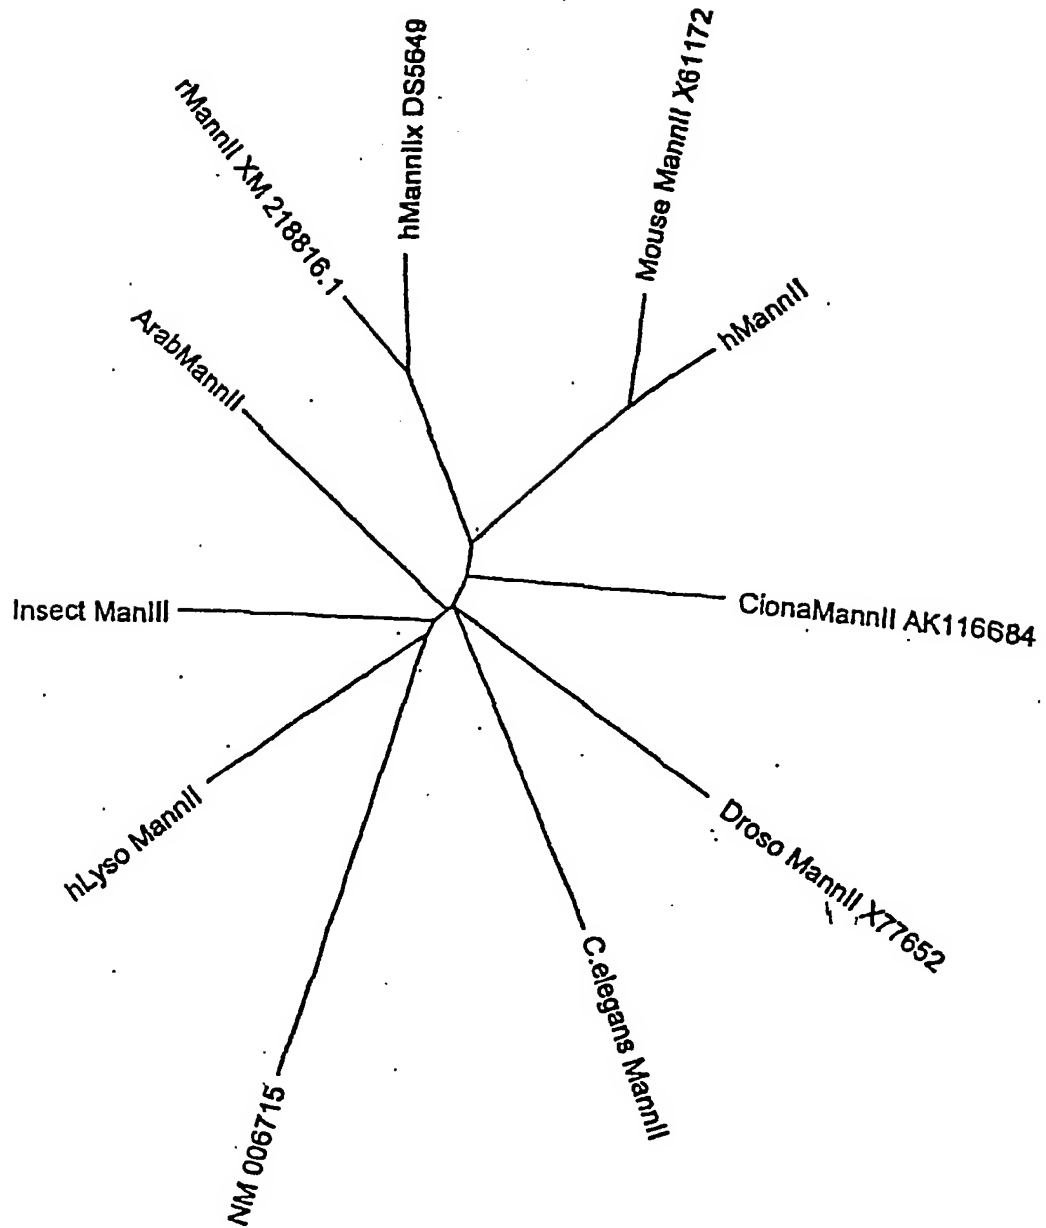 rMannII XM 218816.1
hMannIIx DS5649
Mouse MannII X61172
hMannII
ArabMannII
Insect ManIII
CionaMannII AK116684
hLyso MannII
Droso MannII X77652
C.elegans MannII
NM 006715